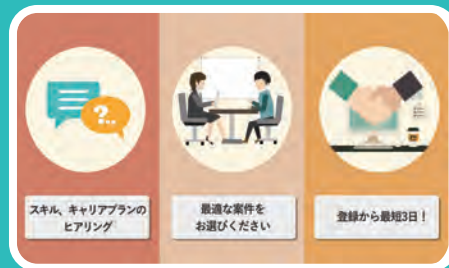 ?..
スキル、キャリアプランの
ヒアリング
最適な案件を
お選びください
登録から最短3日！